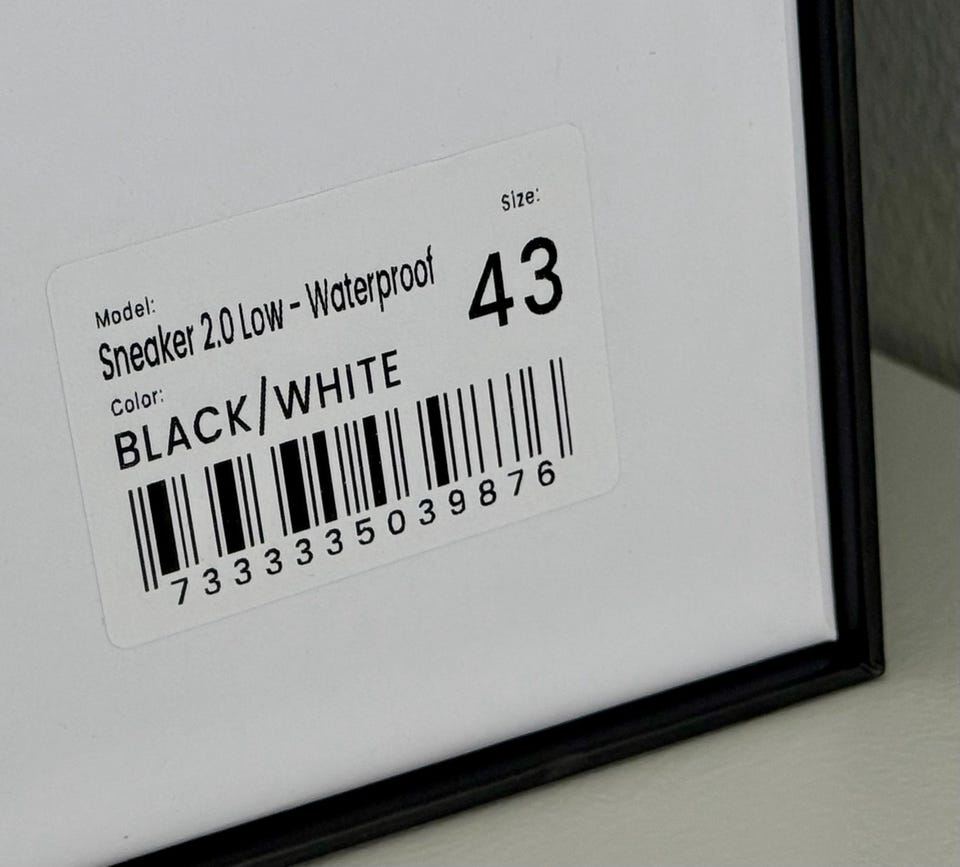 Size:
43
Model:
Sneaker 2.0 Low - Waterproof
Color:
BLACK/WHITE
7333335039876